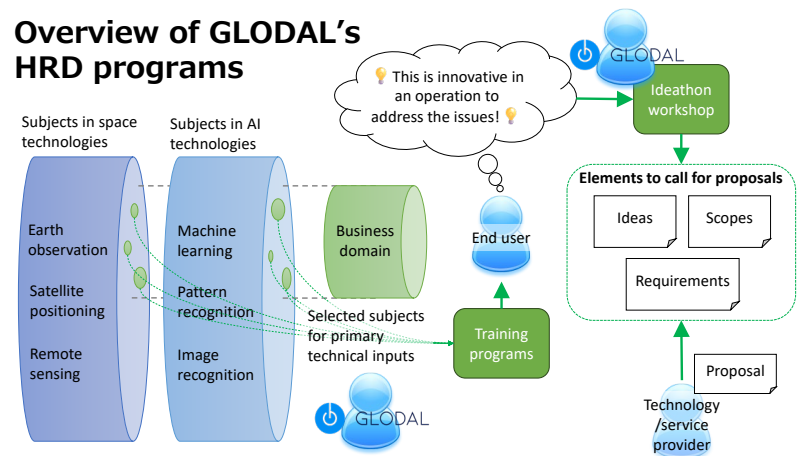 Overview of GLODAL's
HRD programs
Subjects in space
technologies
Earth
observation
Satellite
positioning
Remote
sensing
Subjects in AI
technologies
Machine
learning
Pattern
recognition
Image
recognition
Business
domain
Selected subjects
for primary
technical inputs
GLODAL
Training
programs
End user
This is innovative in
an operation to
address the issues!
GLODAL
Ideathon
workshop
Elements to call for proposals
Ideas
Scopes
Requirements
Proposal
Technology
/service
provider